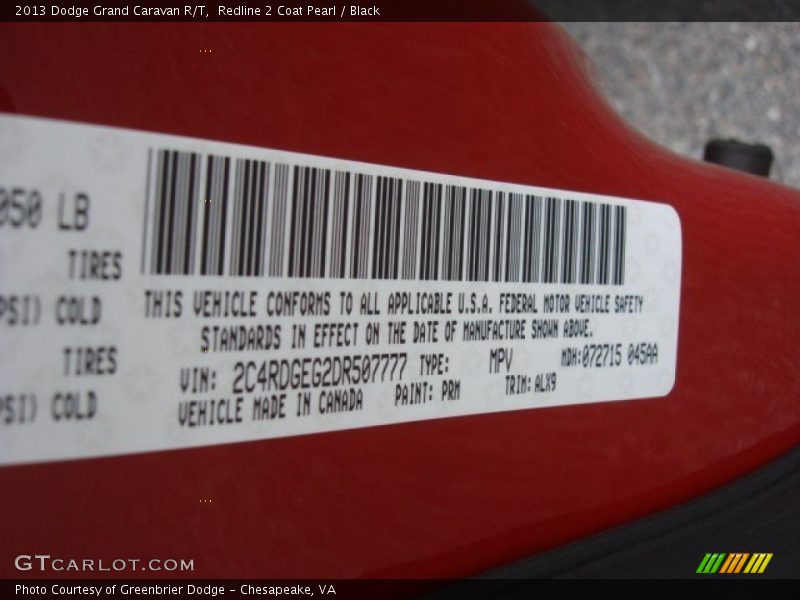 2013 Dodge Grand Caravan R/T, Redline 2 Coat Pearl / Black
050 LB
TIRES
PSI) COLD
TIRES
PSI) COLD
THIS VEHICLE CONFORMS TO ALL APPLICABLE U.S.A. FEDERAL MOTOR VEHICLE SAFETY
STANDARDS IN EFFECT ON THE DATE OF MANUFACTURE SHOWN ABOVE.
VIN: 2C4RDGEG2DR507777 TYPE: MPV MDH:072715 045AA
VEHICLE MADE IN CANADA PAINT: PRM TRIM: ALX9
GTCARLOT.COM
Photo Courtesy of Greenbrier Dodge - Chesapeake, VA